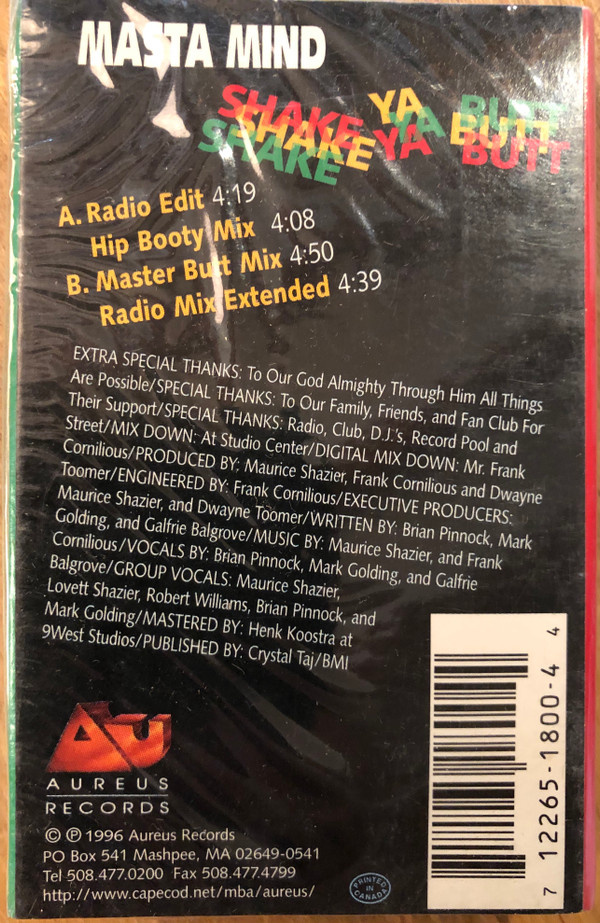 MASTA MIND
SHAKE YA BUTT
SHAKE YA BUTT
SHAKE YA BUTT
A. Radio Edit 4:19
Hip Booty Mix 4:08
B. Master Butt Mix 4:50
Radio Mix Extended 4:39
EXTRA SPECIAL THANKS: To Our God Almighty Through Him All Things
Are Possible/SPECIAL THANKS: To Our Family, Friends, and Fan Club For
Their Support/SPECIAL THANKS: Radio, Club, D.J.'s, Record Pool and
Street/MIX DOWN: At Studio Center/DIGITAL MIX DOWN: Mr. Frank
Cornilious/PRODUCED BY: Maurice Shazier, Frank Cornilious and Dwayne
Toomer/ENGINEERED BY: Frank Cornilious/EXECUTIVE PRODUCERS:
Maurice Shazier, and Dwayne Toomer/WRITTEN BY: Brian Pinnock, Mark
Golding, and Galfrie Balgrove/MUSIC BY: Maurice Shazier, and Frank
Cornilious/VOCALS BY: Brian Pinnock, Mark Golding, and Galfrie
Balgrove/GROUP VOCALS: Maurice Shazier,
Lovett Shazier, Robert Williams, Brian Pinnock, and
Mark Golding/MASTERED BY: Henk Koostra at
9West Studios/PUBLISHED BY: Crystal Taj/BMI
AU
AUREUS
RECORDS
© ℗ 1996 Aureus Records
PO Box 541 Mashpee, MA 02649-0541
Tel 508.477.0200 Fax 508.477.4799
http://www.capecod.net/mba/aureus/
PRINTED
IN
CANADA
7 12265-1800-4 4